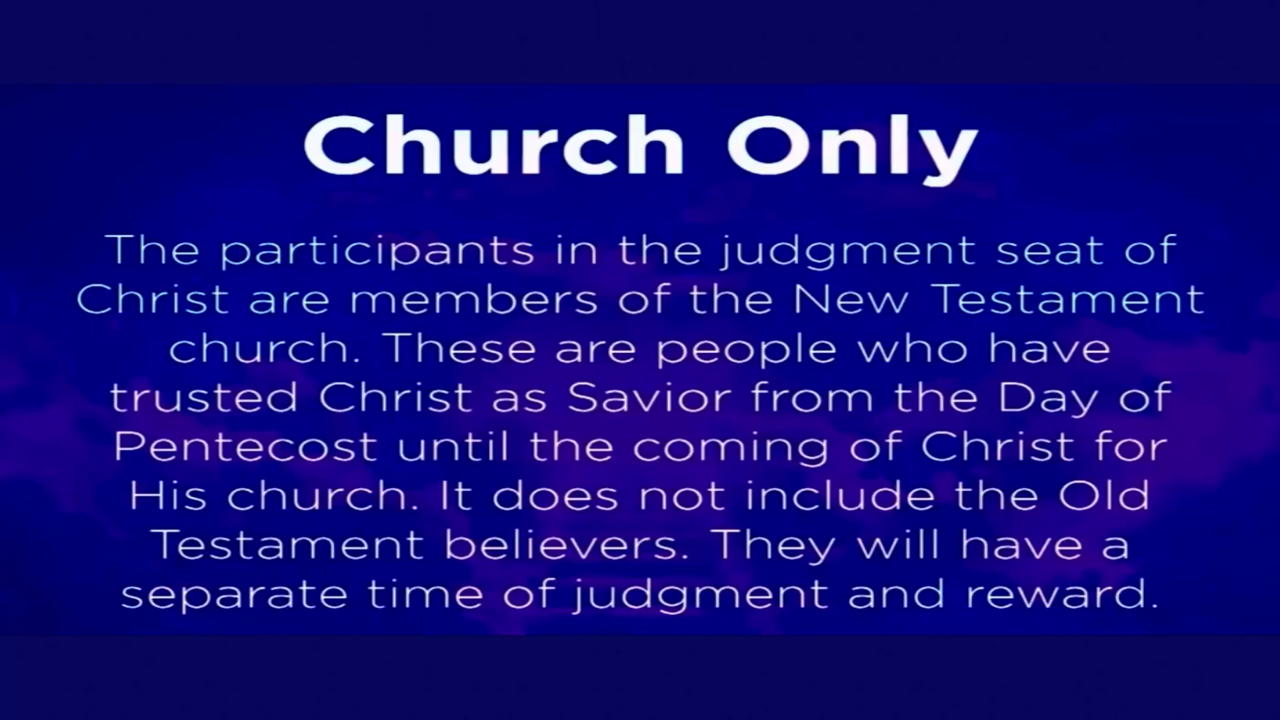 Church Only
The participants in the judgment seat of
Christ are members of the New Testament
church. These are people who have
trusted Christ as Savior from the Day of
Pentecost until the coming of Christ for
His church. It does not include the Old
Testament believers. They will have a
separate time of judgment and reward.